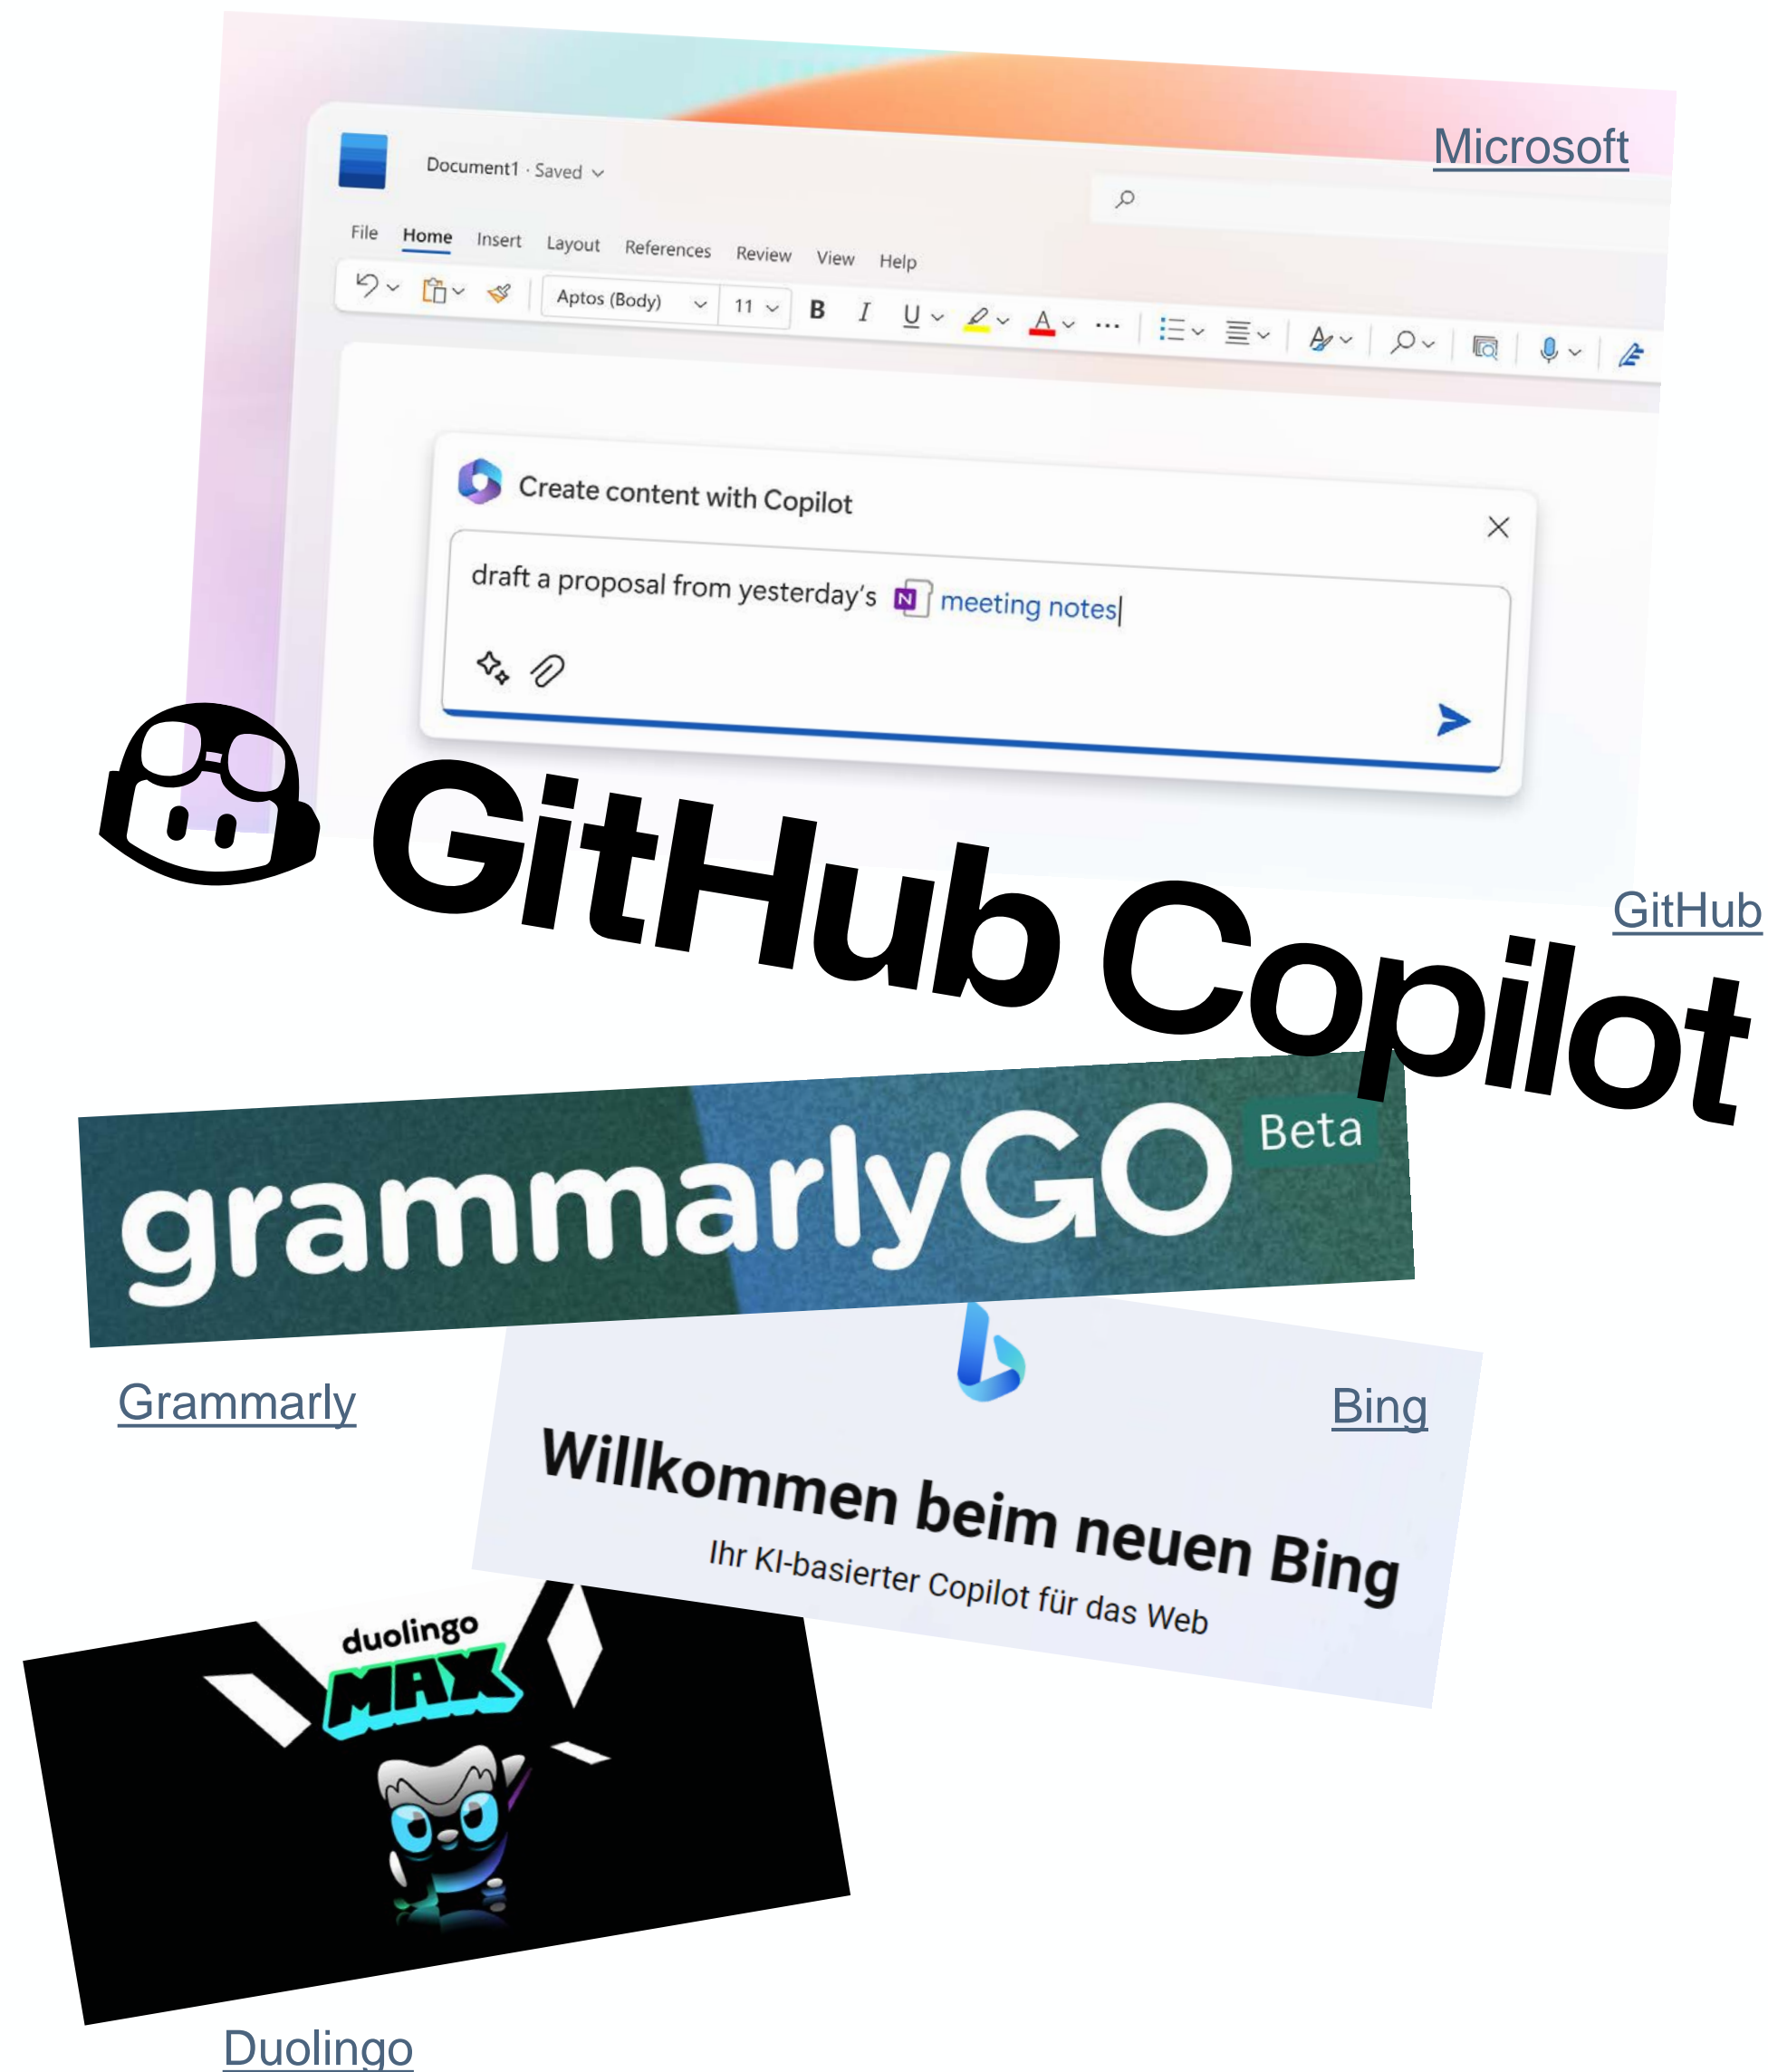 Microsoft
Document1 · Saved
File Home Insert Layout References Review View Help
Aptos (Body) 11 B I U A ...
Create content with Copilot
draft a proposal from yesterday's N meeting notes
GitHub Copilot
GitHub
grammarlyGO Beta
Grammarly
Bing
Willkommen beim neuen Bing
Ihr KI-basierter Copilot für das Web
duolingo
MAX
Duolingo